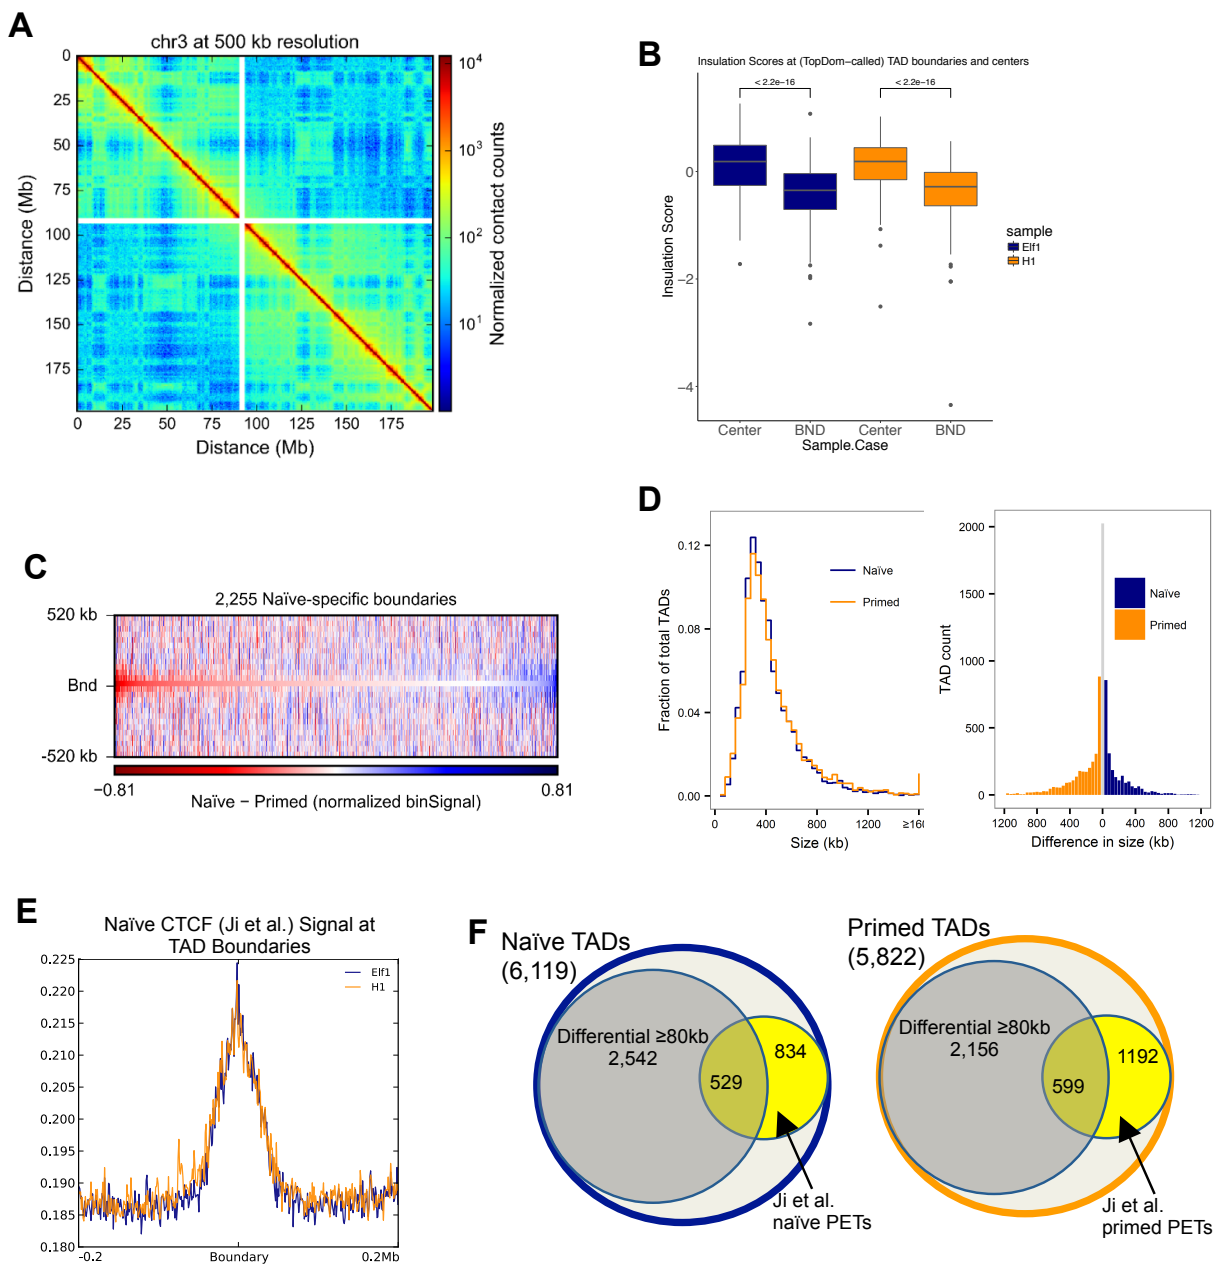 A
chr3 at 500 kb resolution
0
25
50
75
100
125
150
175
Distance (Mb)
0 25 50 75 100 125 150 175
Distance (Mb)
10^4
10^3
10^2
10^1
Normalized contact counts
B
Insulation Scores at (TopDom-called) TAD boundaries and centers
< 2.2e-16 < 2.2e-16
0
−2
−4
Insulation Score
Center BND Center BND
Sample.Case
sample
Elf1
H1
C
2,255 Naïve-specific boundaries
520 kb
Bnd
-520 kb
−0.81 0.81
Naïve − Primed (normalized binSignal)
D
0.12
0.08
0.04
0.00
Fraction of total TADs
Naïve
Primed
0 400 800 1200 ≥160
Size (kb)
2000
1500
1000
500
0
TAD count
Naïve
Primed
1200 800 400 0 400 800 1200
Difference in size (kb)
E
Naïve CTCF (Ji et al.) Signal at
TAD Boundaries
0.225
0.220
0.215
0.210
0.205
0.200
0.195
0.190
0.185
0.180
Elf1
H1
-0.2 Boundary 0.2Mb
F
Naïve TADs
(6,119)
Differential ≥80kb
2,542
529
834
Ji et al.
naïve PETs
Primed TADs
(5,822)
Differential ≥80kb
2,156
599
1192
Ji et al.
primed PETs